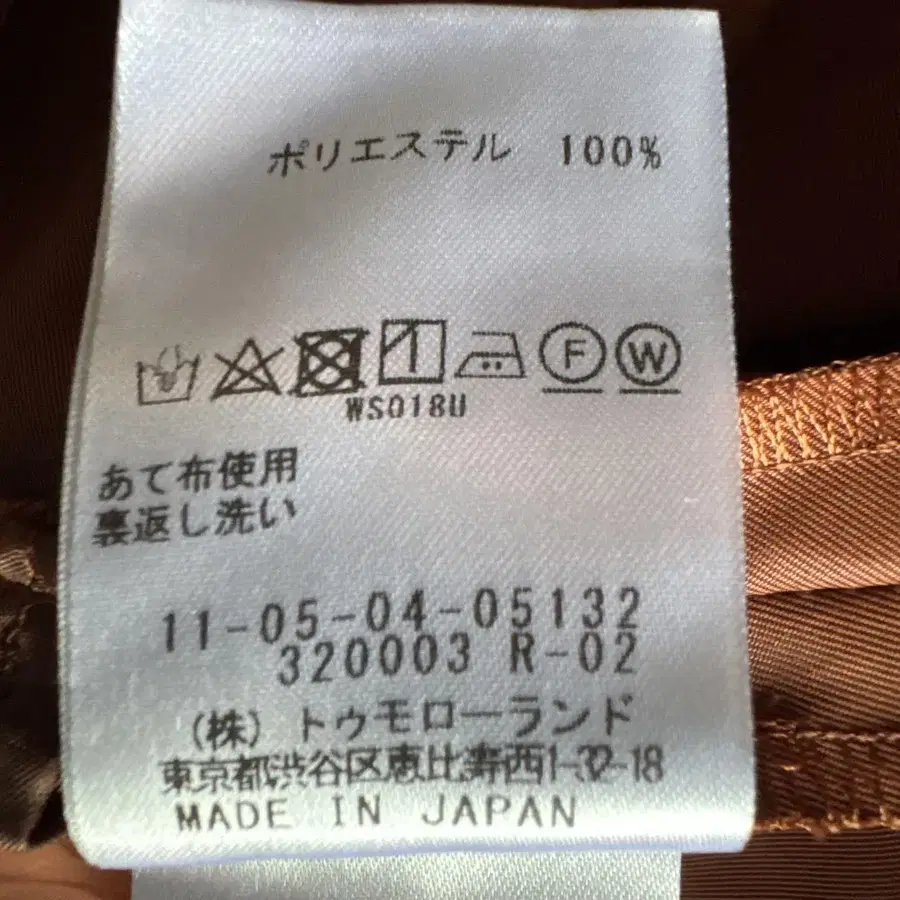 ポリエステル 100%
F W
WS018U
あて布使用
裏返し洗い
11-05-04-05132
320003 R-02
(株) トゥモローランド
東京都渋谷区恵比寿西1-32-18
MADE IN JAPAN